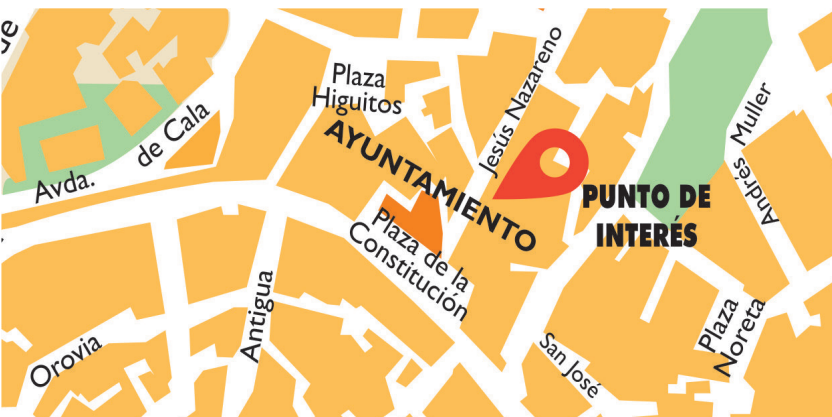 de
Plaza
Higuitos
Jesús Nazareno
Andrés Muller
Avda. de Cala
AYUNTAMIENTO
PUNTO DE
INTERÉS
Plaza de la
Constitución
Antigua
Orovia
San José
Plaza
Noreta